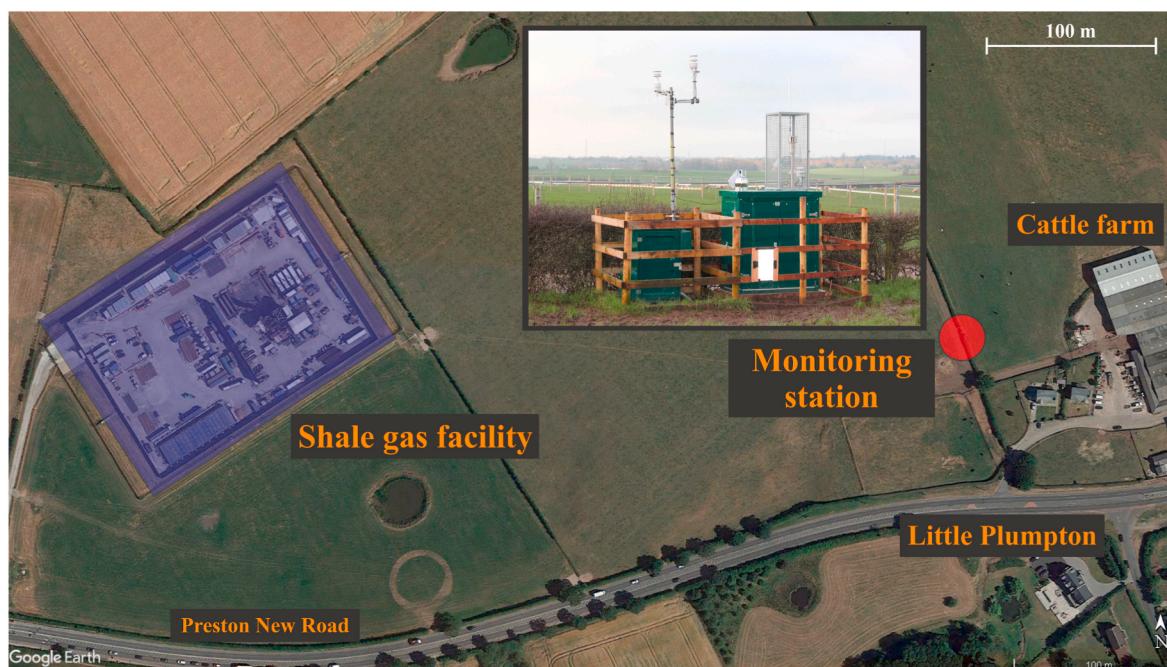 100 m
Cattle farm
Monitoring
station
Shale gas facility
Little Plumpton
Preston New Road
N
Google Earth
100 m